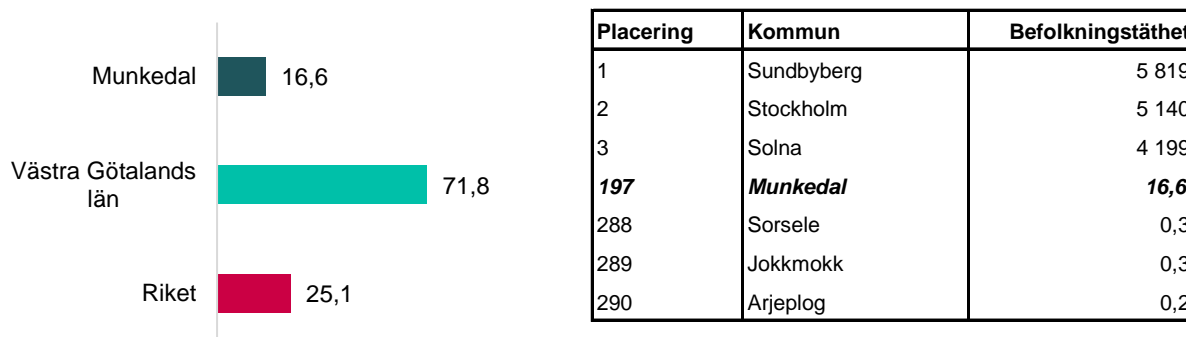 Munkedal 16,6
Västra Götalands
län
71,8
Riket 25,1
Placering Kommun Befolkningstäthet
1 Sundbyberg 5 819
2 Stockholm 5 140
3 Solna 4 199
197 Munkedal 16,6
288 Sorsele 0,3
289 Jokkmokk 0,3
290 Arjeplog 0,2